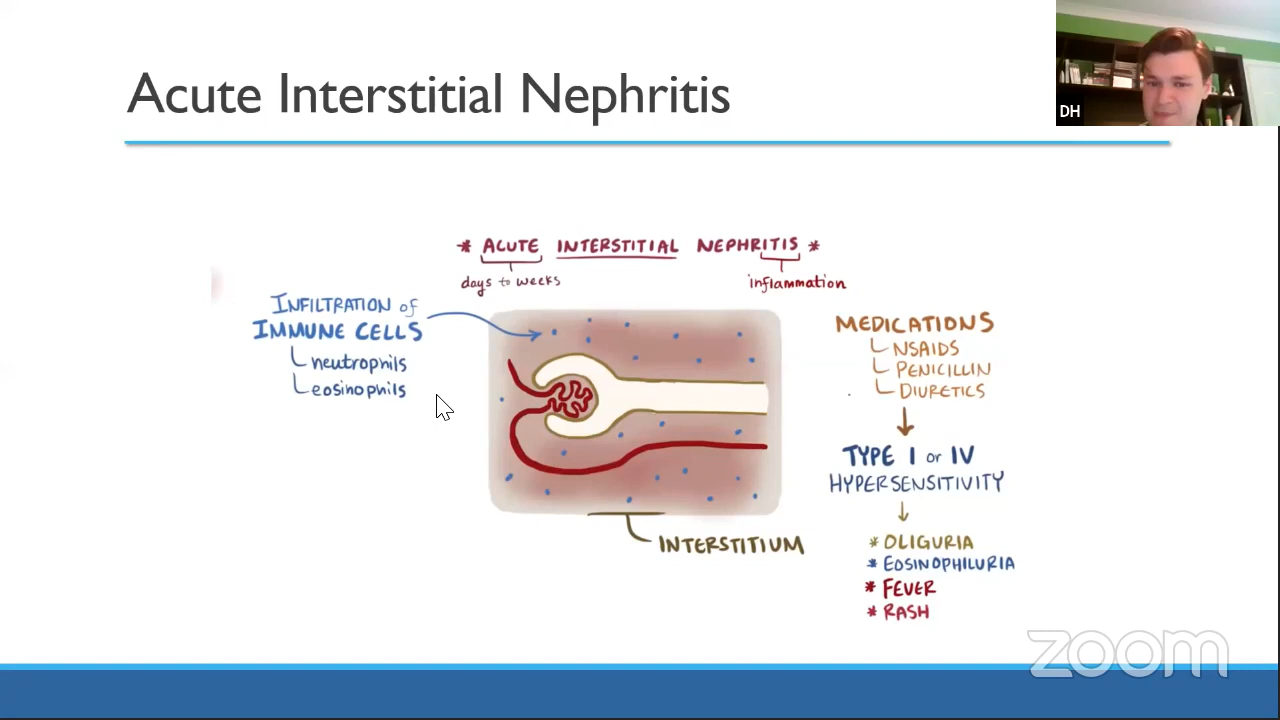 Acute Interstitial Nephritis
DH
* ACUTE INTERSTITIAL NEPHRITIS *
days to weeks
inflammation
INFILTRATION of
IMMUNE CELLS
neutrophils
eosinophils
MEDICATIONS
NSAIDS
PENICILLIN
DIURETICS
TYPE I or IV
HYPERSENSITIVITY
* OLIGURIA
* EOSINOPHILURIA
* FEVER
* RASH
INTERSTITIUM
zoom